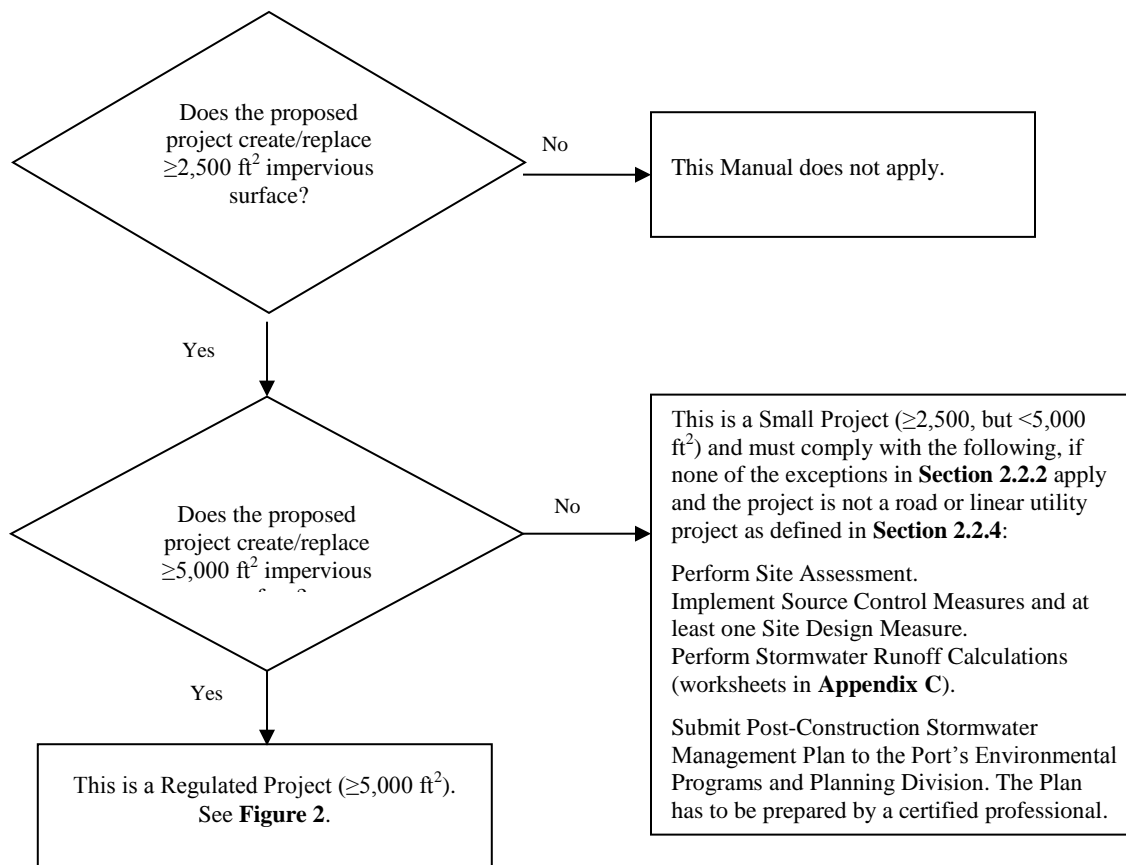 Does the proposed
project create/replace
≥2,500 ft² impervious
surface?
No
This Manual does not apply.
Yes
Does the proposed
project create/replace
≥5,000 ft² impervious
No
This is a Small Project (≥2,500, but <5,000
ft²) and must comply with the following, if
none of the exceptions in Section 2.2.2 apply
and the project is not a road or linear utility
project as defined in Section 2.2.4:
Perform Site Assessment.
Implement Source Control Measures and at
least one Site Design Measure.
Perform Stormwater Runoff Calculations
(worksheets in Appendix C).
Submit Post-Construction Stormwater
Management Plan to the Port’s Environmental
Programs and Planning Division. The Plan
has to be prepared by a certified professional.
Yes
This is a Regulated Project (≥5,000 ft²).
See Figure 2.